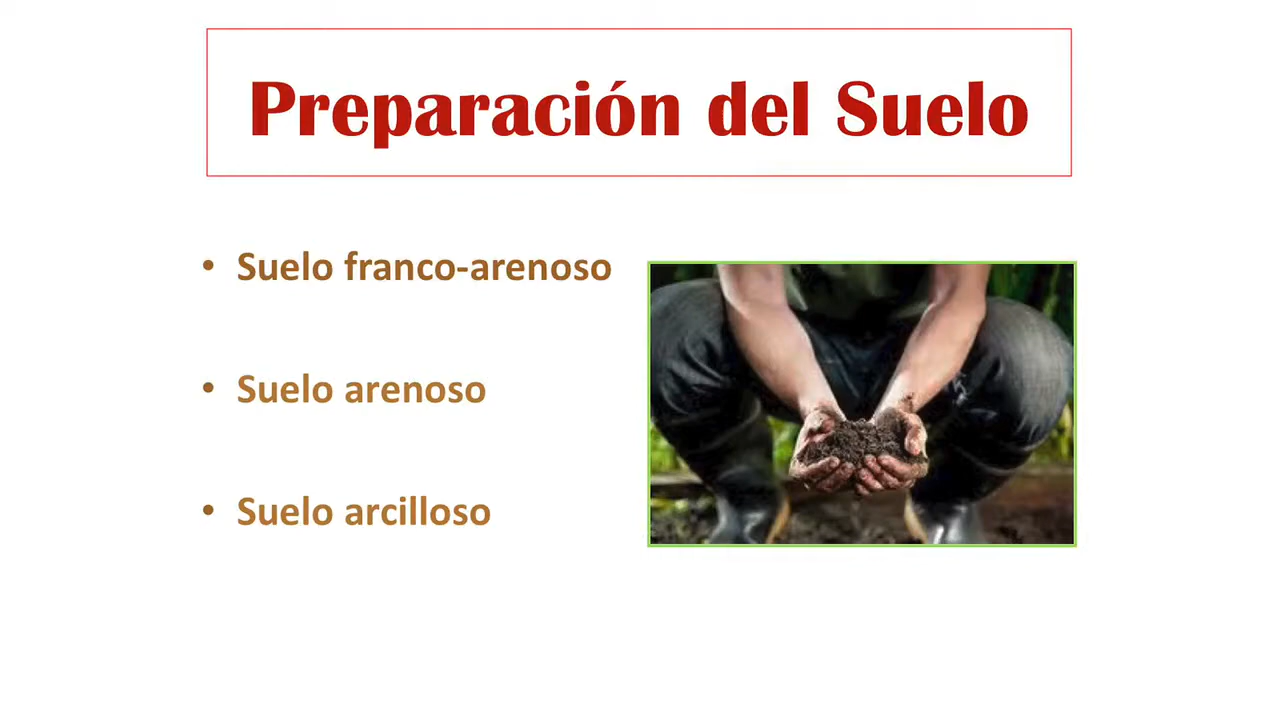 Preparación del Suelo
• Suelo franco-arenoso
• Suelo arenoso
• Suelo arcilloso